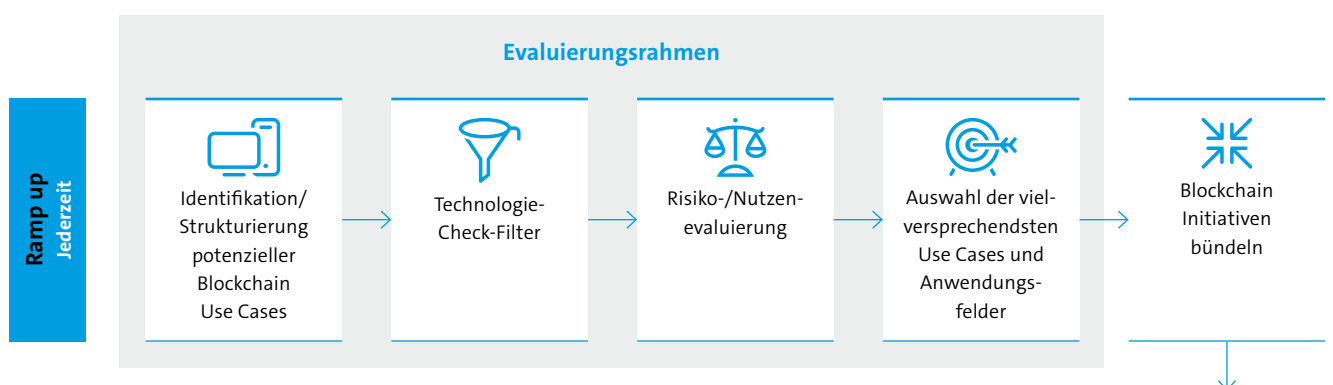 Evaluierungsrahmen
Ramp up
Jederzeit
Identifikation/
Strukturierung
potenzieller
Blockchain
Use Cases
Technologie-
Check-Filter
Risiko-/Nutzen-
evaluierung
Auswahl der viel-
versprechendsten
Use Cases und
Anwendungs-
felder
Blockchain
Initiativen
bündeln